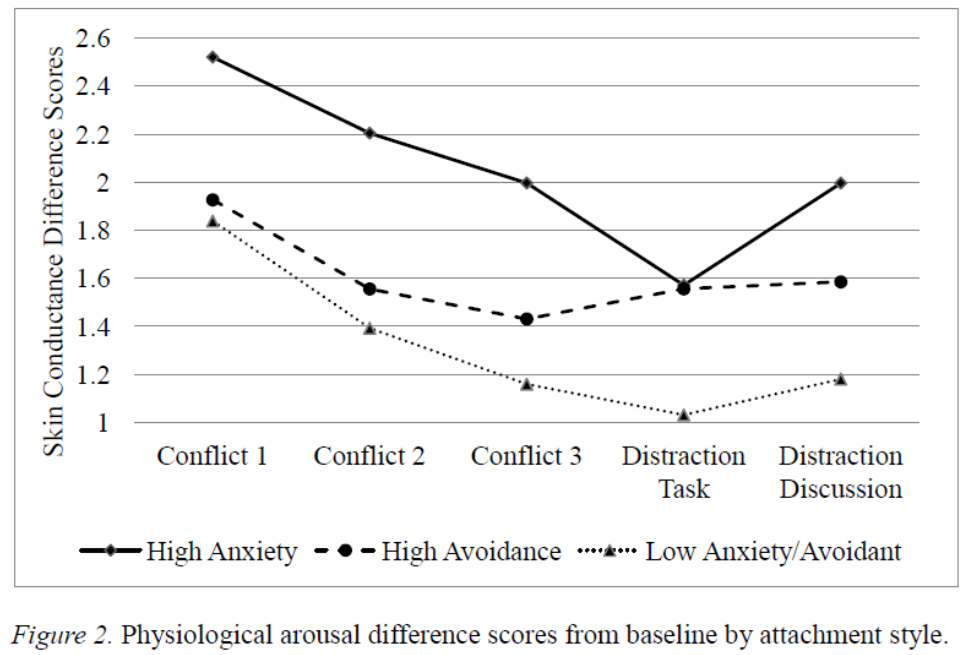 Skin Conductance Difference Scores
2.6
2.4
2.2
2
1.8
1.6
1.4
1.2
1
Conflict 1
Conflict 2
Conflict 3
Distraction
Task
Distraction
Discussion
High Anxiety
High Avoidance
Low Anxiety/Avoidant
Figure 2. Physiological arousal difference scores from baseline by attachment style.